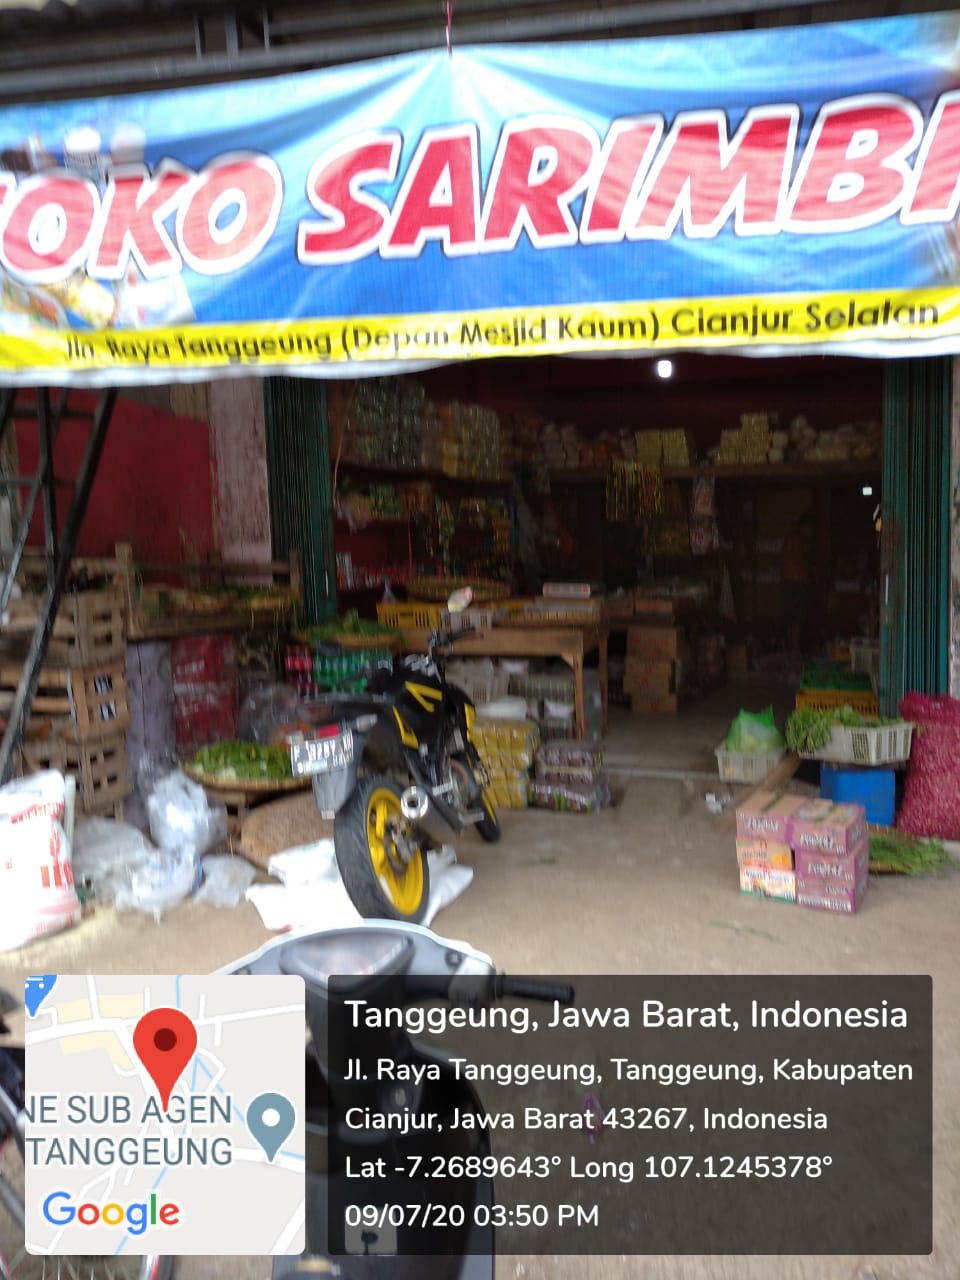 TOKO SARIMBI
Jln. Raya Tanggeung (Depan Mesjid Kaum) Cianjur Selatan
NE SUB AGEN
TANGGEUNG
Google
Tanggeung, Jawa Barat, Indonesia
Jl. Raya Tanggeung, Tanggeung, Kabupaten
Cianjur, Jawa Barat 43267, Indonesia
Lat -7.2689643° Long 107.1245378°
09/07/20 03:50 PM